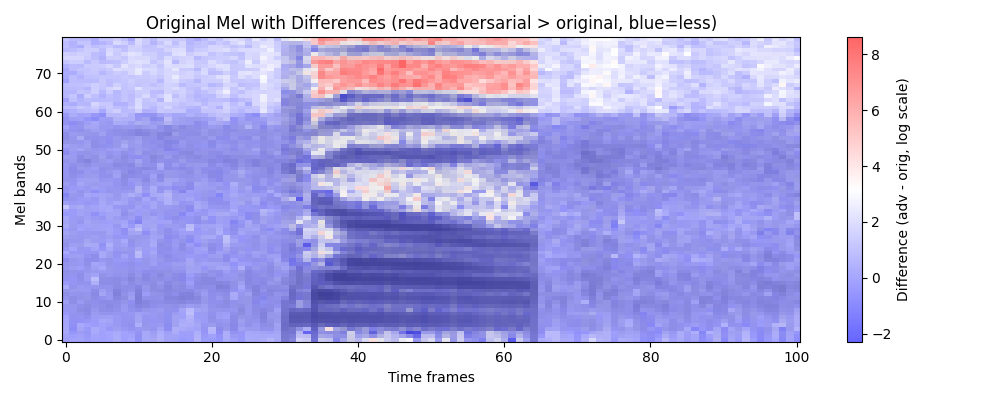 Original Mel with Differences (red=adversarial > original, blue=less)
Mel bands
70
60
50
40
30
20
10
0
0 20 40 60 80 100
Time frames
8
6
4
2
0
−2
Difference (adv - orig, log scale)